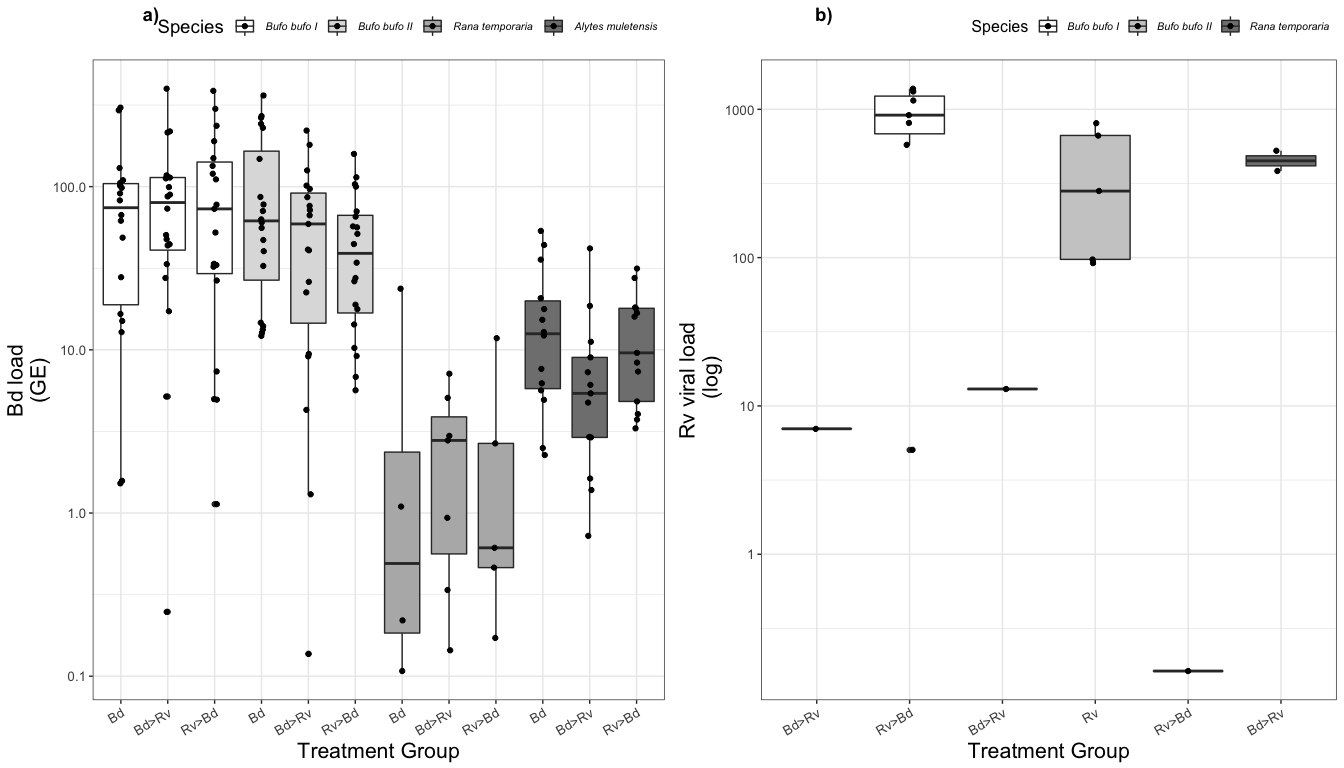 a)
Species Bufo bufo I Bufo bufo II Rana temporaria Alytes muletensis
Bd load
(GE)
100.0
10.0
1.0
0.1
Bd Bd>Rv Rv>Bd Bd Bd>Rv Rv>Bd Bd Bd>Rv Rv>Bd Bd Bd>Rv Rv>Bd
Treatment Group
b)
Species Bufo bufo I Bufo bufo II Rana temporaria
Rv viral load
(log)
1000
100
10
1
Bd>Rv Rv>Bd Bd>Rv Rv Rv>Bd Bd>Rv
Treatment Group